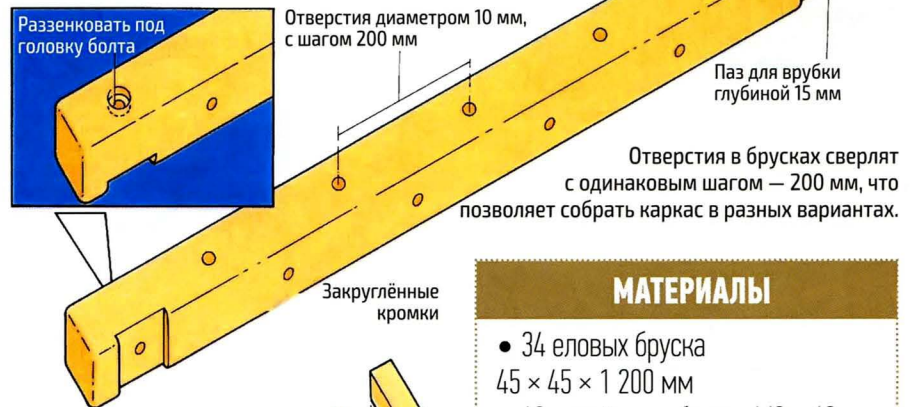 Раззенковать под
головку болта
Отверстия диаметром 10 мм,
с шагом 200 мм
Паз для врубки
глубиной 15 мм
Отверстия в брусках сверлят
с одинаковым шагом — 200 мм, что
позволяет собрать каркас в разных вариантах.
Закруглённые
кромки
МАТЕРИАЛЫ
• 34 еловых бруска
45 × 45 × 1 200 мм